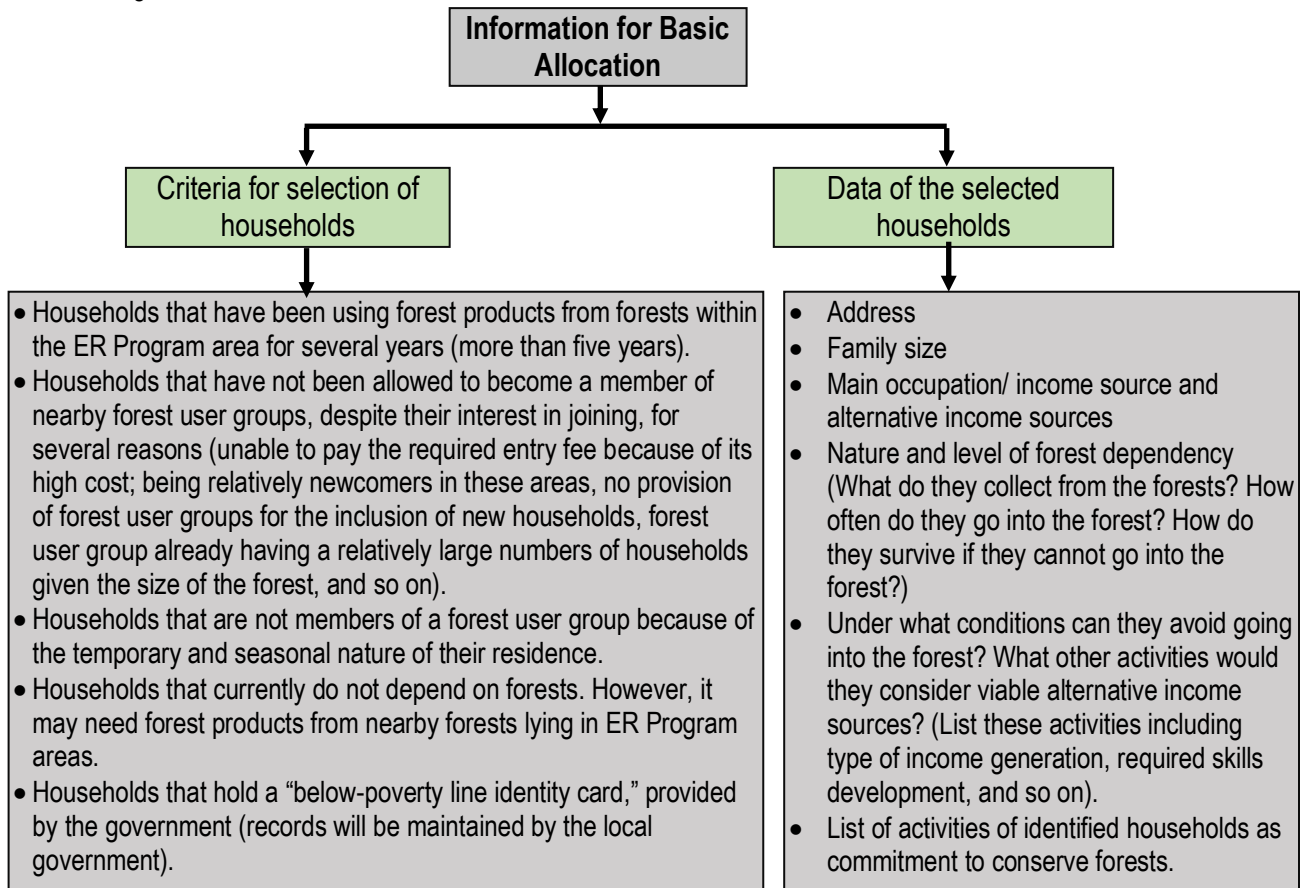 Information for Basic
Allocation
Criteria for selection of
households
Data of the selected
households
• Households that have been using forest products from forests within
the ER Program area for several years (more than five years).
• Households that have not been allowed to become a member of
nearby forest user groups, despite their interest in joining, for
several reasons (unable to pay the required entry fee because of its
high cost; being relatively newcomers in these areas, no provision
of forest user groups for the inclusion of new households, forest
user group already having a relatively large numbers of households
given the size of the forest, and so on).
• Households that are not members of a forest user group because of
the temporary and seasonal nature of their residence.
• Households that currently do not depend on forests. However, it
may need forest products from nearby forests lying in ER Program
areas.
• Households that hold a “below-poverty line identity card,” provided
by the government (records will be maintained by the local
government).
• Address
• Family size
• Main occupation/ income source and
alternative income sources
• Nature and level of forest dependency
(What do they collect from the forests? How
often do they go into the forest? How do
they survive if they cannot go into the
forest?)
• Under what conditions can they avoid going
into the forest? What other activities would
they consider viable alternative income
sources? (List these activities including
type of income generation, required skills
development, and so on).
• List of activities of identified households as
commitment to conserve forests.